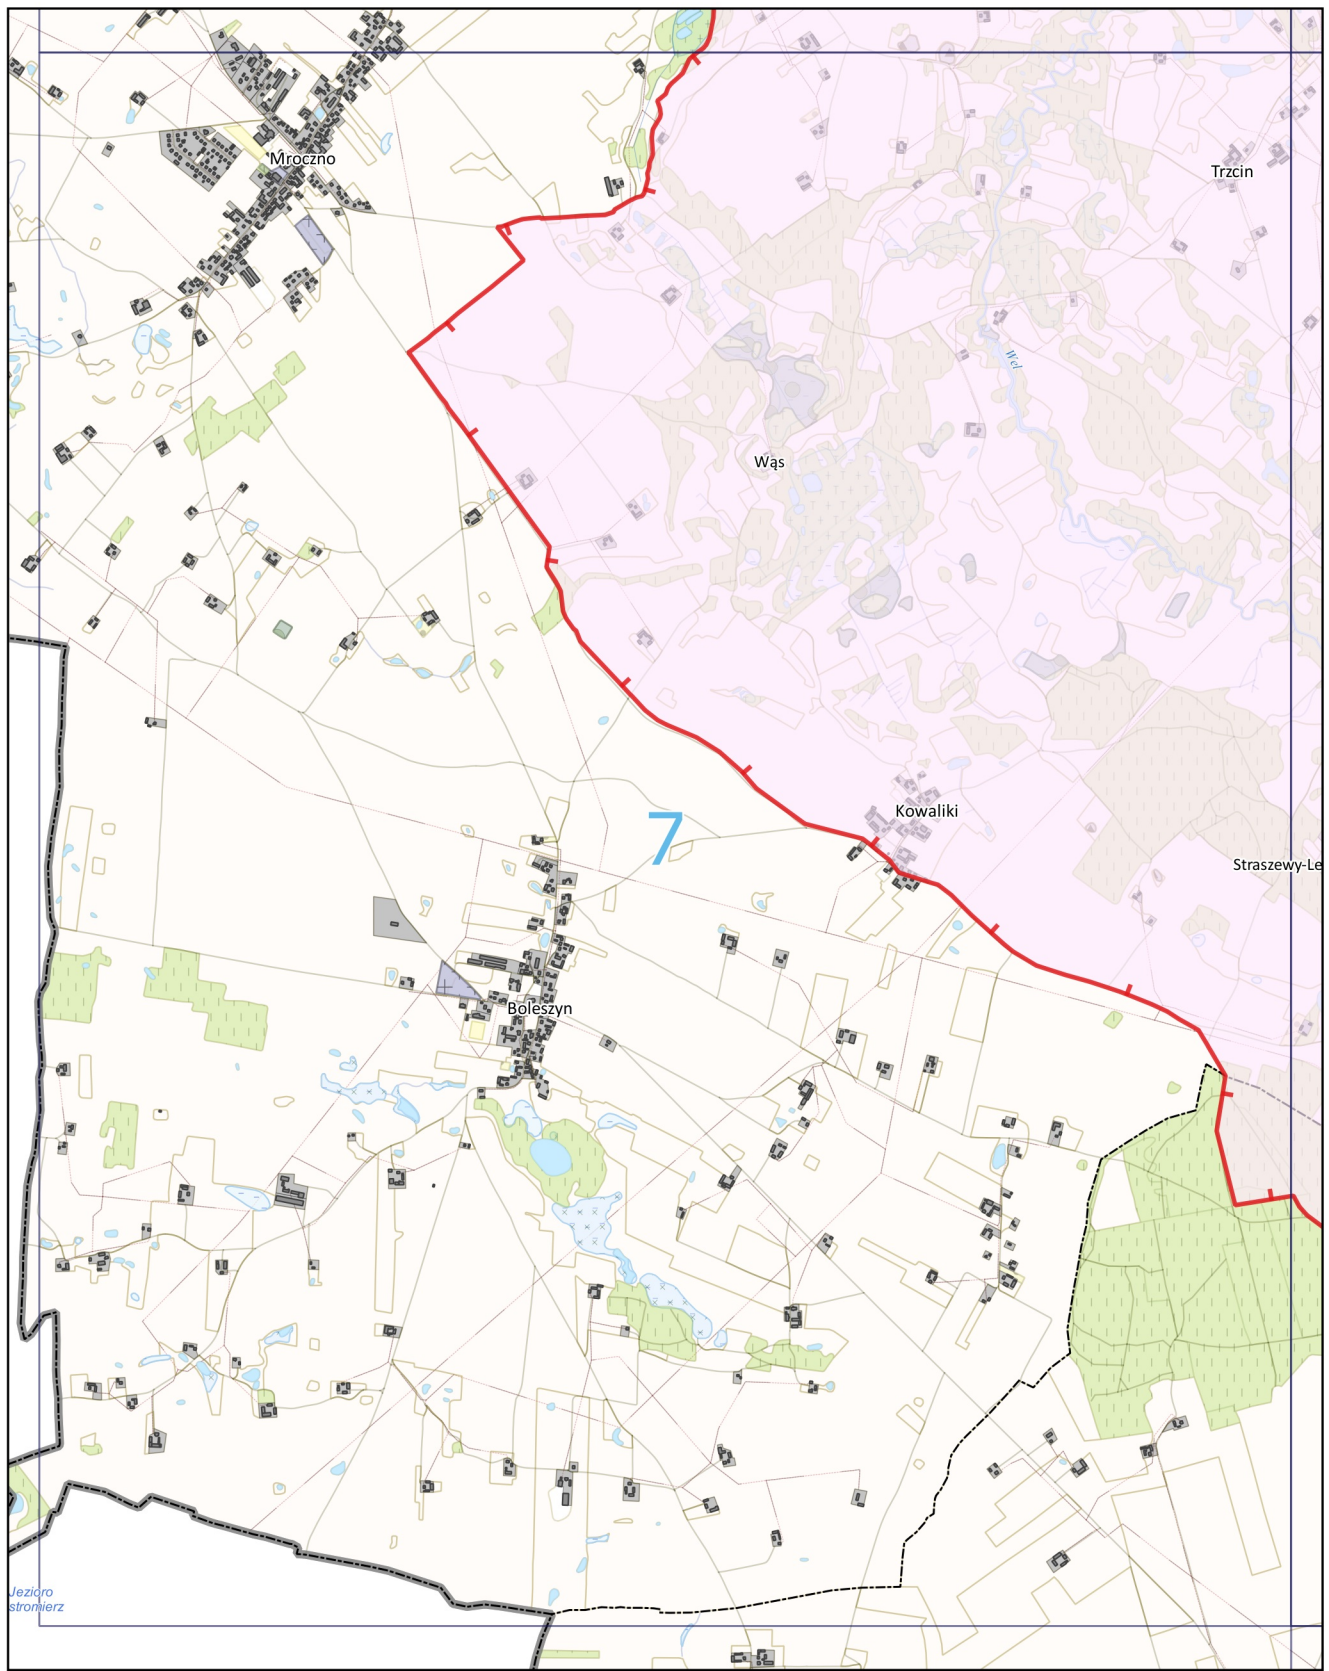 Mroczno
Trzcin
Wel
Wąs
Kowaliki
7
Straszewy-Le
Boleszyn
Jezioro
stromierz